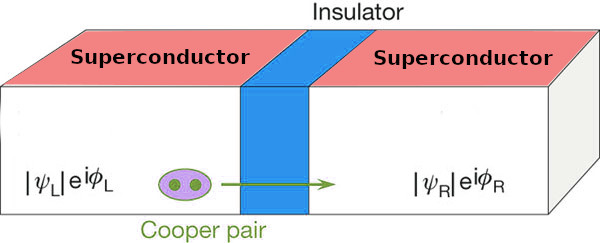 Insulator
Superconductor
Superconductor
|ψL|eiϕL
|ψR|eiϕR
Cooper pair